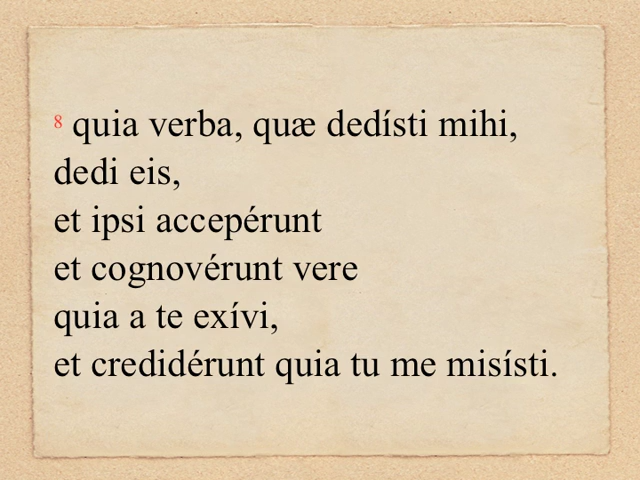 8 quia verba, quæ dedísti mihi,
dedi eis,
et ipsi accepérunt
et cognovérunt vere
quia a te exívi,
et credidérunt quia tu me misísti.